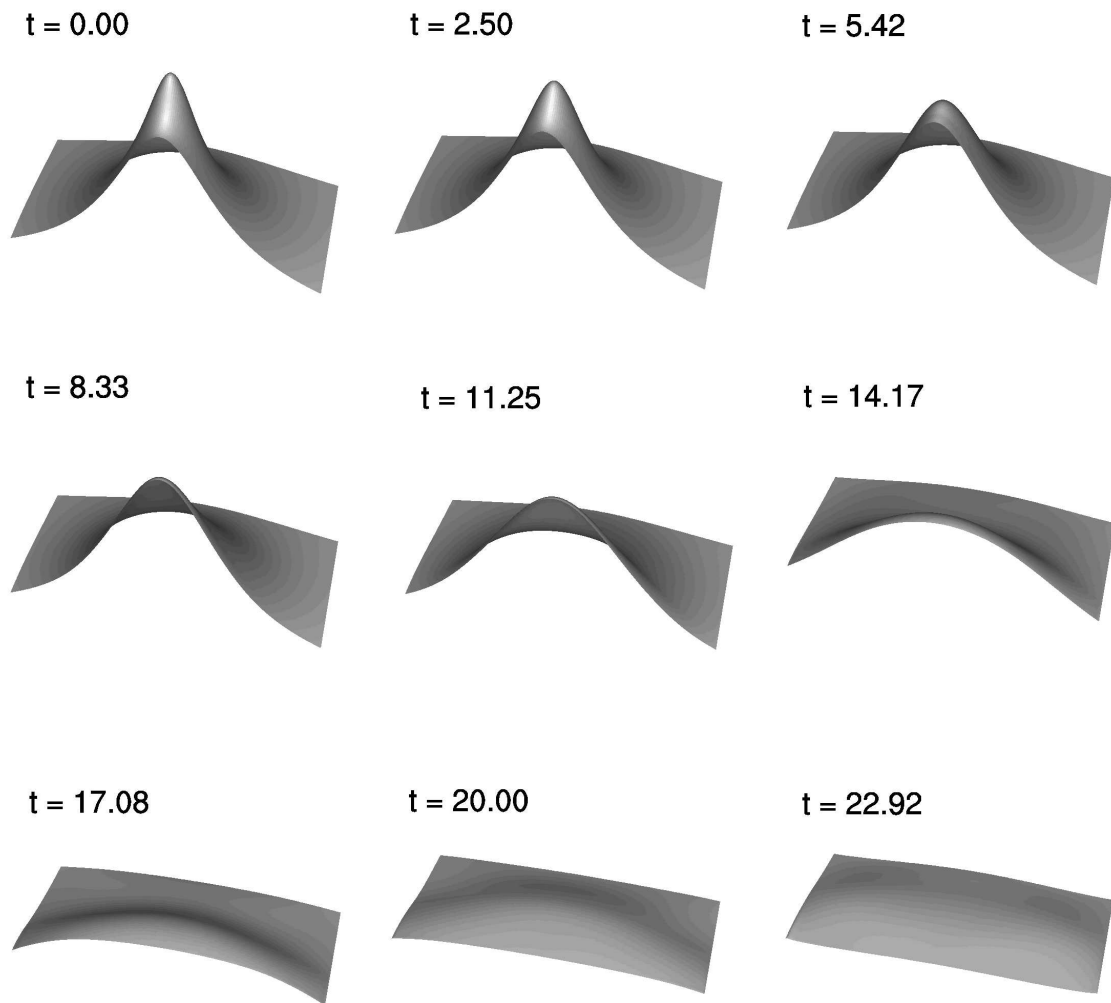 t = 0.00
t = 2.50
t = 5.42
t = 8.33
t = 11.25
t = 14.17
t = 17.08
t = 20.00
t = 22.92